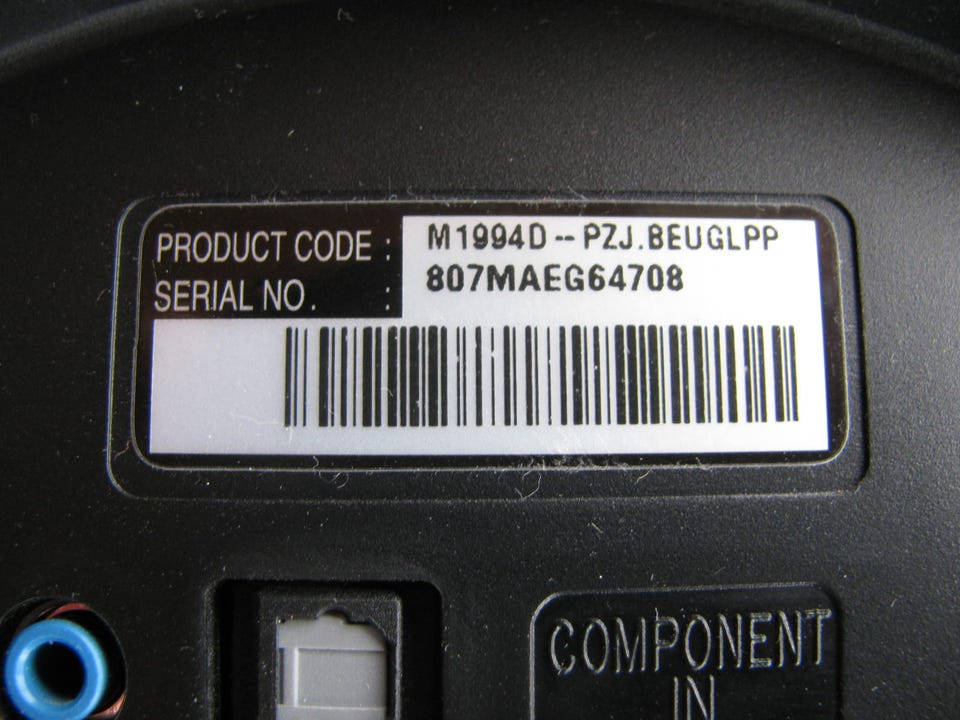 PRODUCT CODE : M1994D -- PZJ.BEUGLPP
SERIAL NO. : 807MAEG64708
COMPONENT
IN